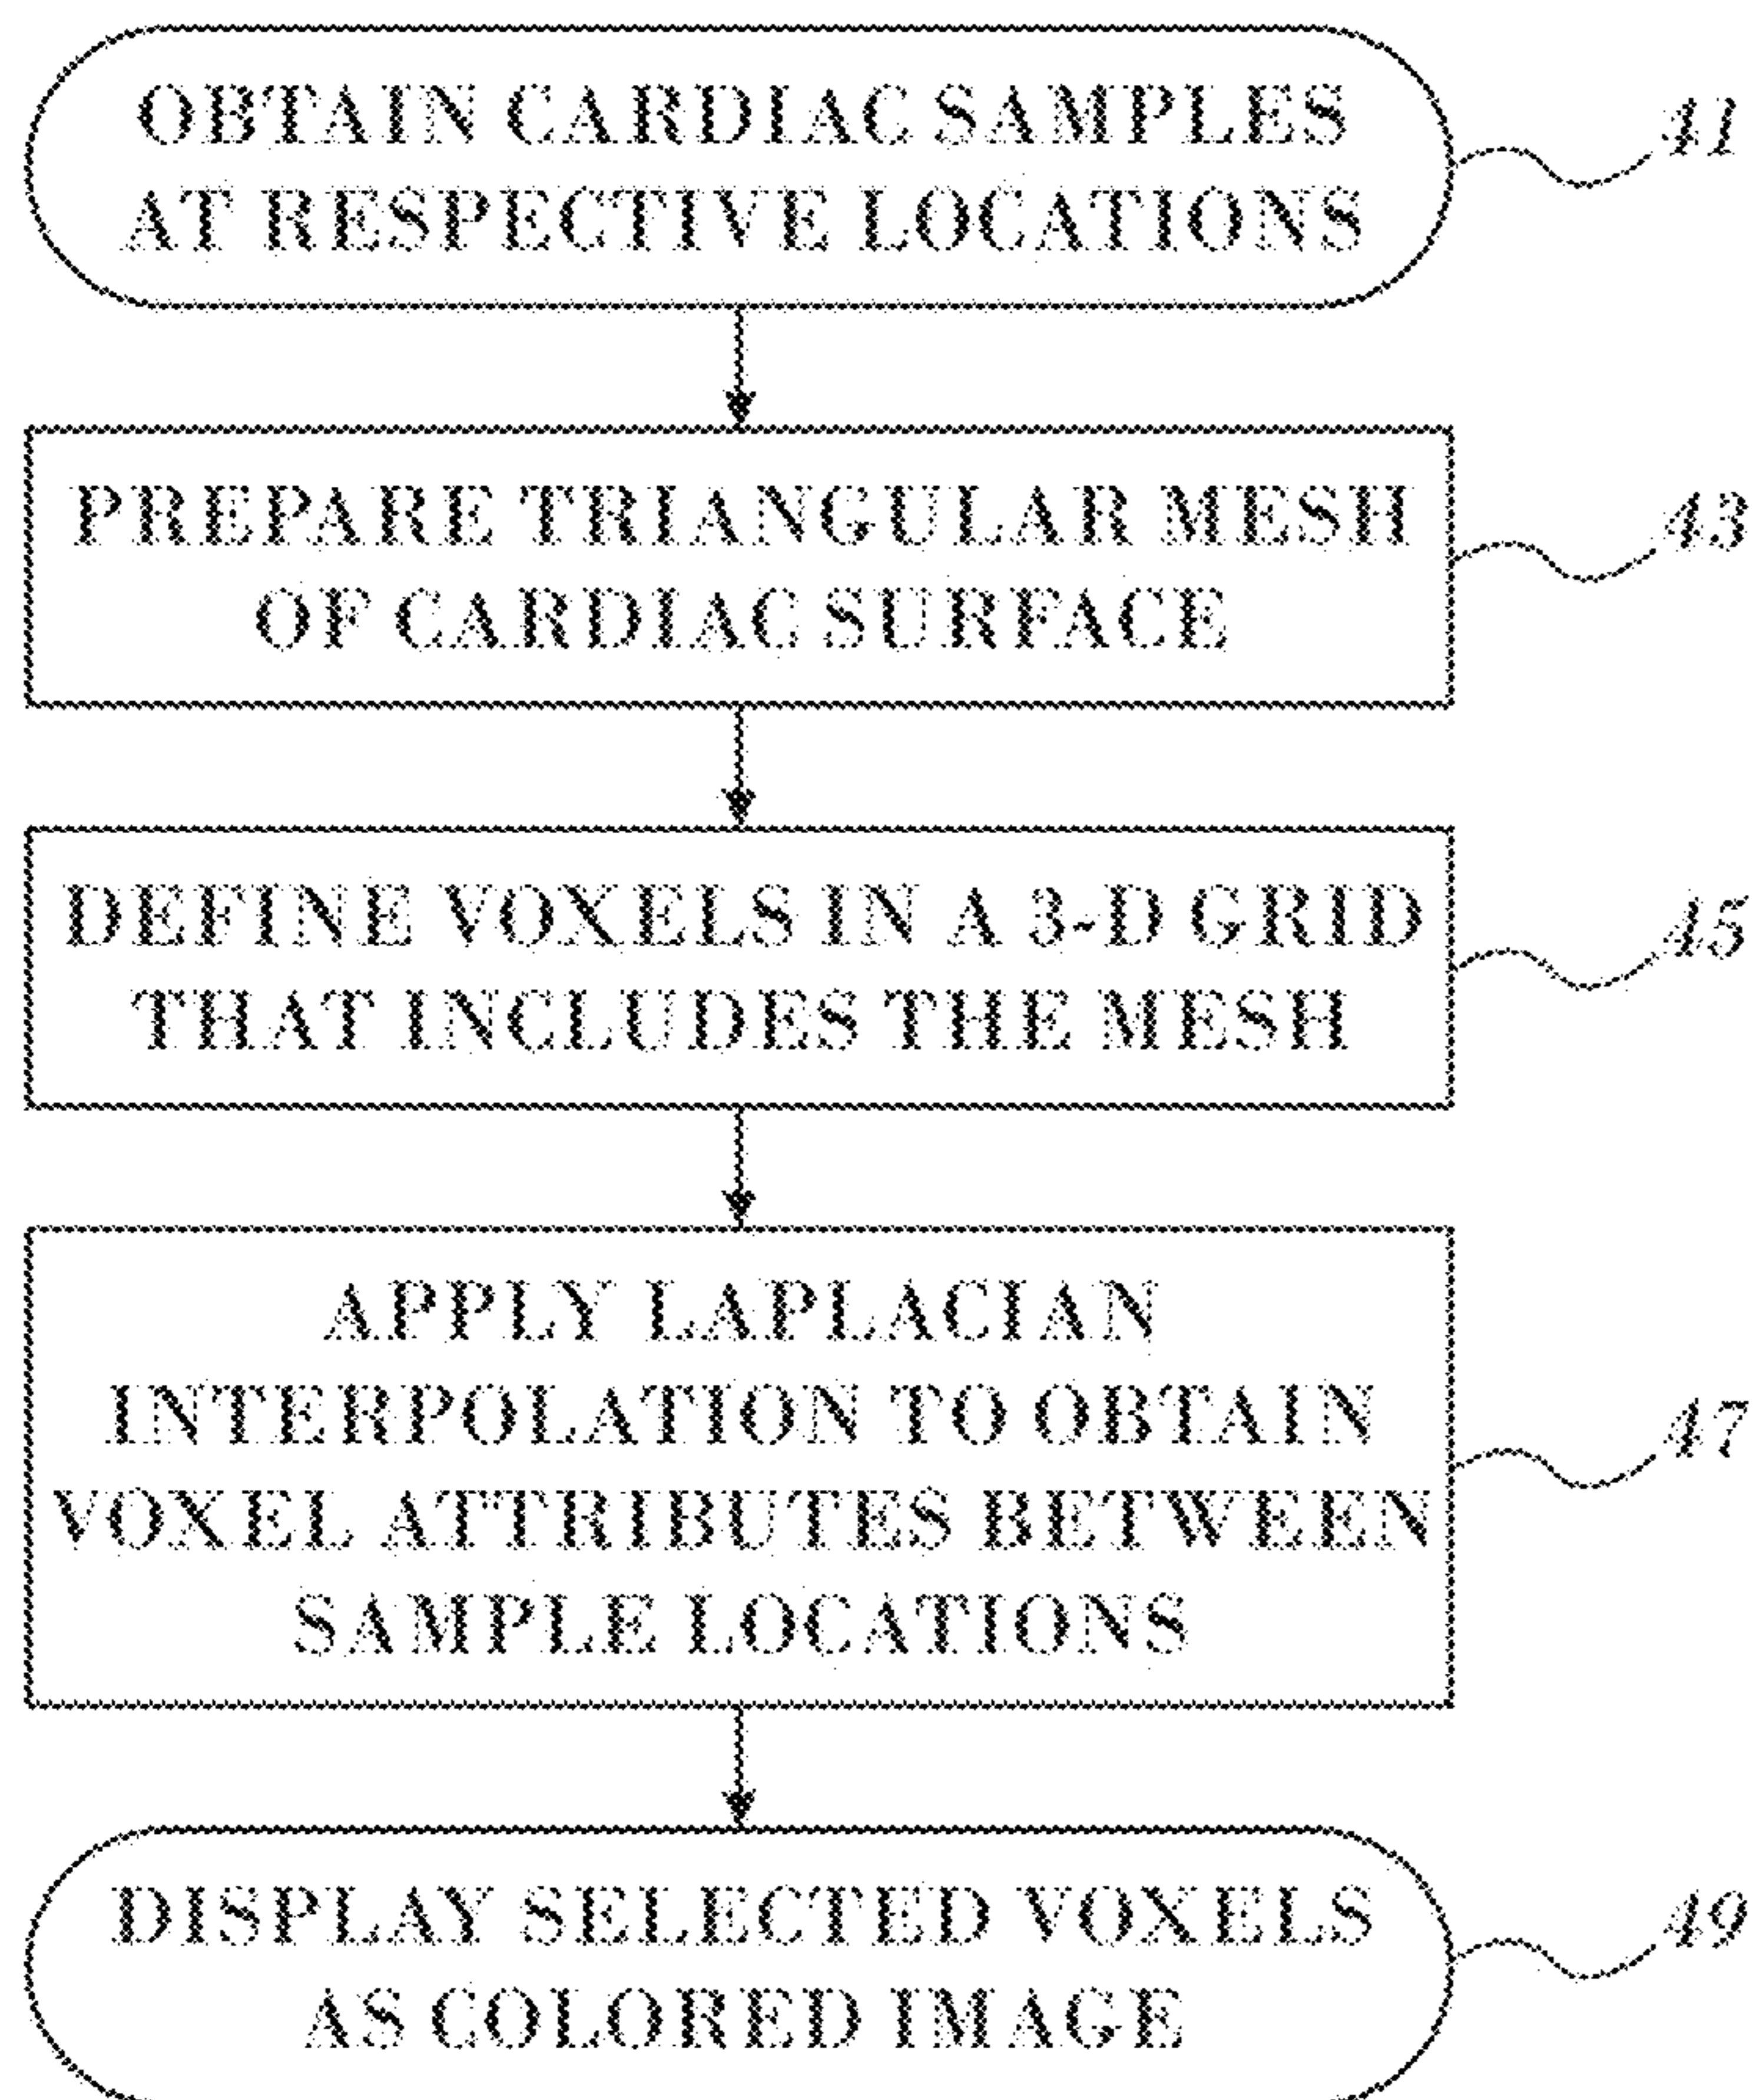 OBTAIN CARDIAC SAMPLES
AT RESPECTIVE LOCATIONS
41
PREPARE TRIANGULAR MESH
OF CARDIAC SURFACE
43
DEFINE VOXELS IN A 3-D GRID
THAT INCLUDES THE MESH
45
APPLY LAPLACIAN
INTERPOLATION TO OBTAIN
VOXEL ATTRIBUTES BETWEEN
SAMPLE LOCATIONS
47
DISPLAY SELECTED VOXELS
AS COLORED IMAGE
49